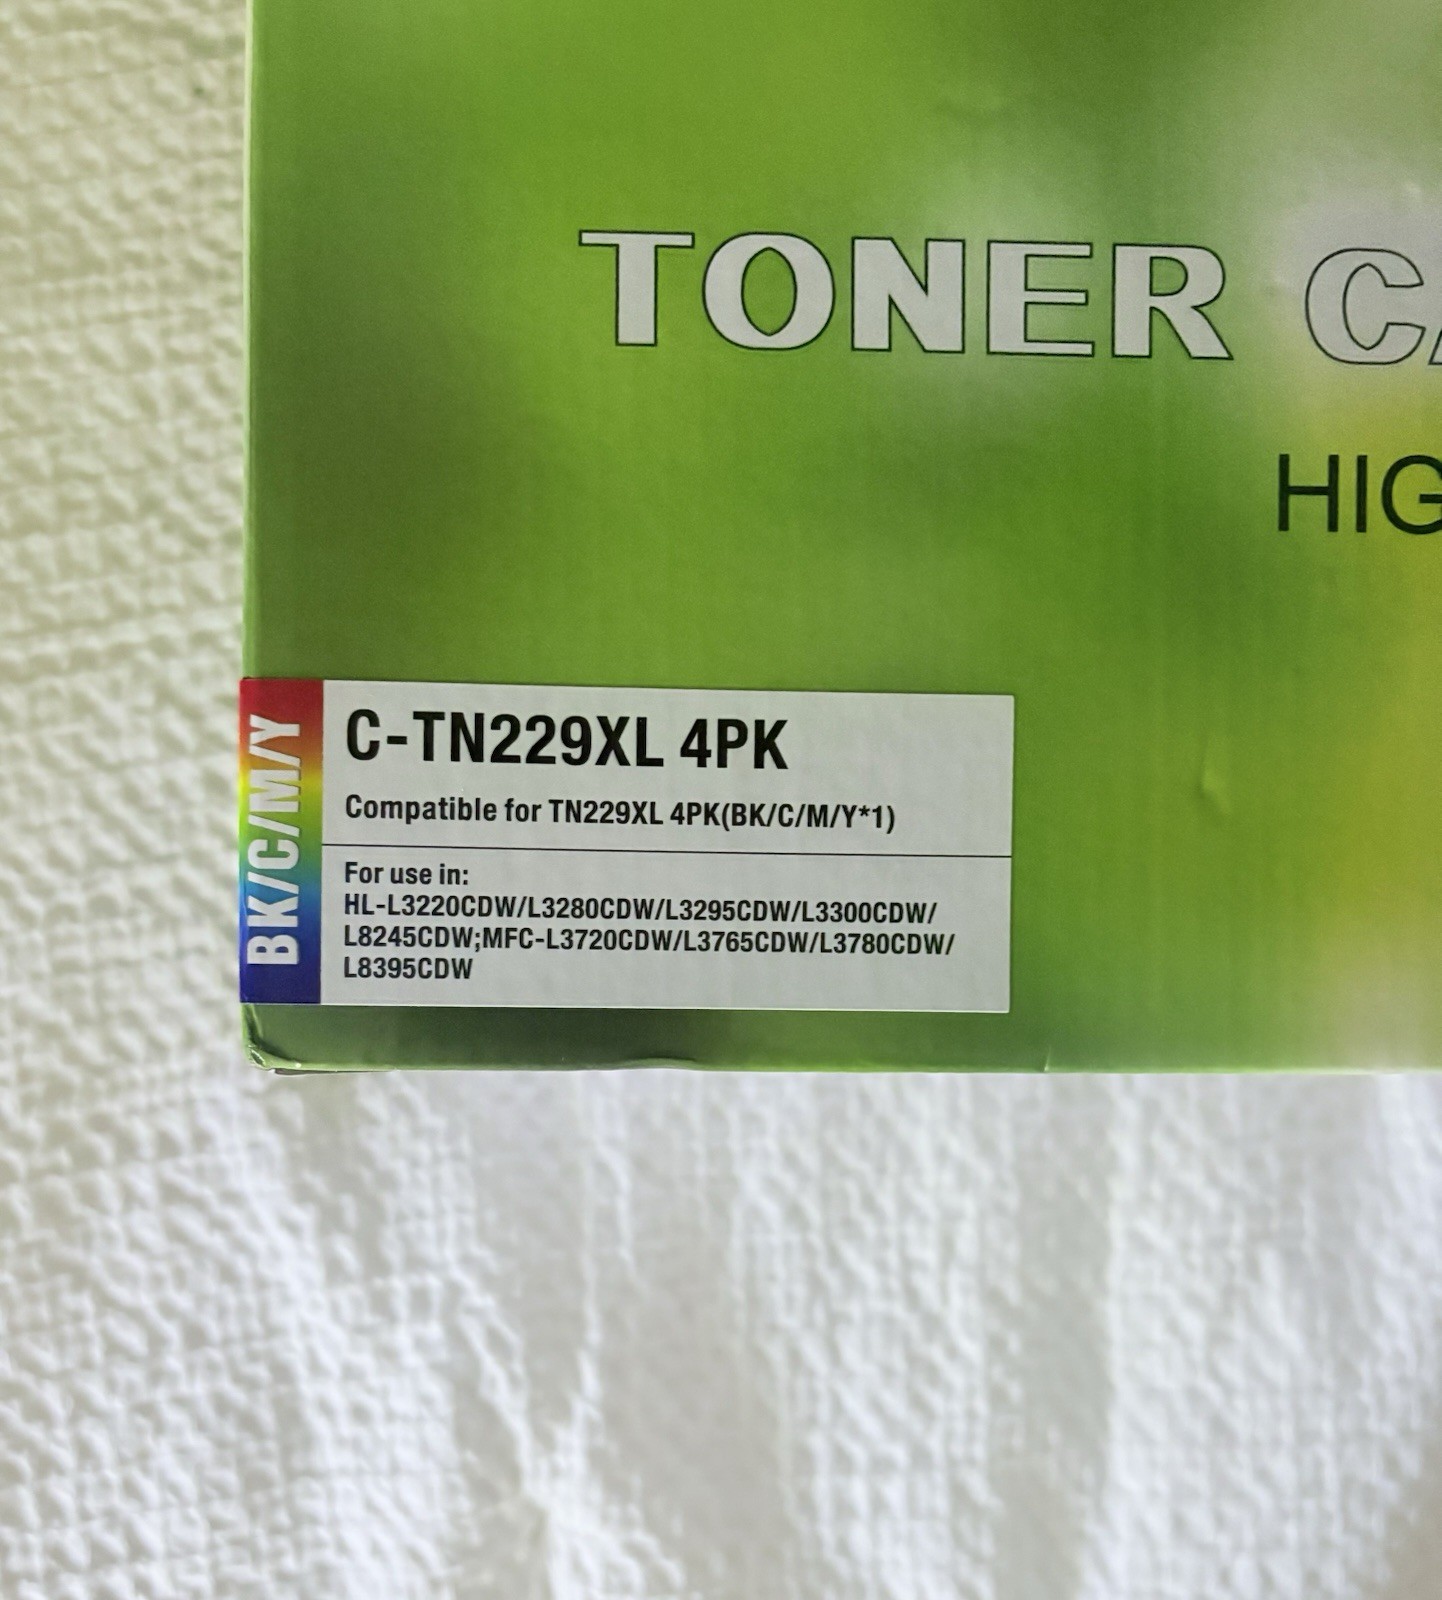 TONER CA
HIG
BK/C/M/Y
C-TN229XL 4PK
Compatible for TN229XL 4PK(BK/C/M/Y*1)
For use in:
HL-L3220CDW/L3280CDW/L3295CDW/L3300CDW/
L8245CDW;MFC-L3720CDW/L3765CDW/L3780CDW/
L8395CDW